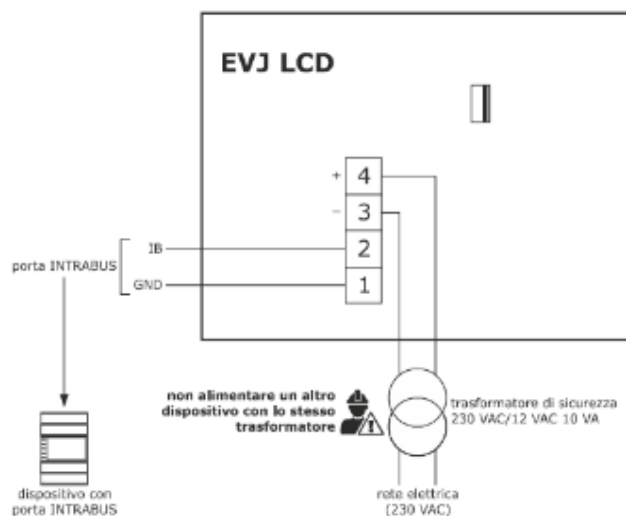 EVJ LCD
+ 4
– 3
IB 2
porta INTRABUS
GND 1
non alimentare un altro
dispositivo con lo stesso
trasformatore
trasformatore di sicurezza
230 VAC/12 VAC 10 VA
dispositivo con
porta INTRABUS
rete elettrica
(230 VAC)